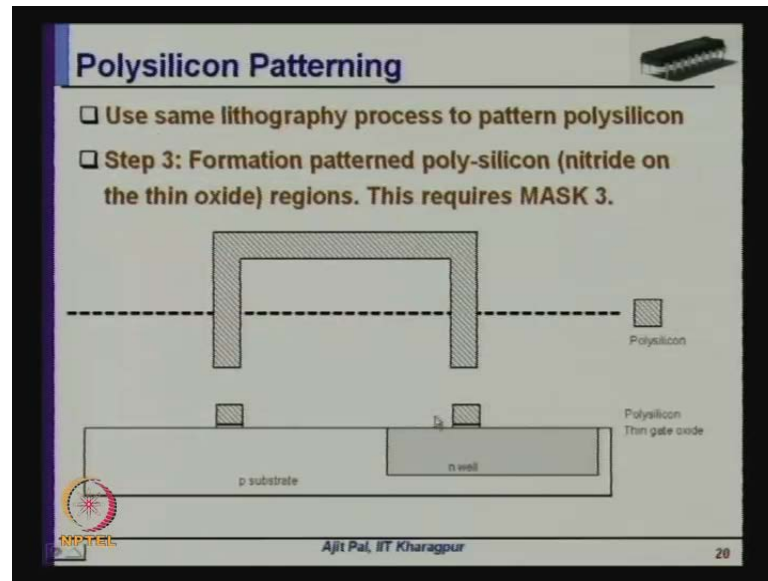 Polysilicon Patterning
❑ Use same lithography process to pattern polysilicon
❑ Step 3: Formation patterned poly-silicon (nitride on
the thin oxide) regions. This requires MASK 3.
Polysilicon
Polysilicon
Thin gate oxide
n well
p substrate
NPTEL
Ajit Pal, IIT Kharagpur
20